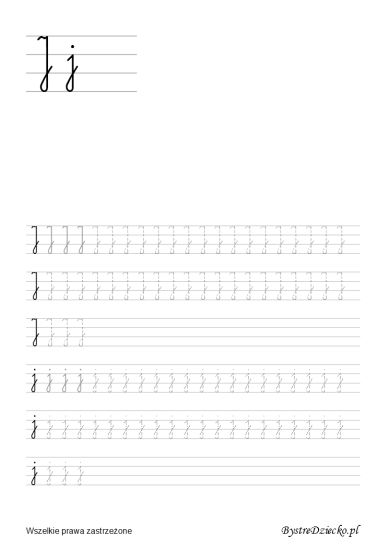 J j
J J J J J J J J J J J J J J J J J J J J J
J J J J J J J J J J J J J J J J J J J J J
J J J J
j j j j j j j j j j j j j j j j j j j j j
j j j j j j j j j j j j j j j j j j j j j
j j j j
Wszelkie prawa zastrzeżone
BystreDziecko.pl